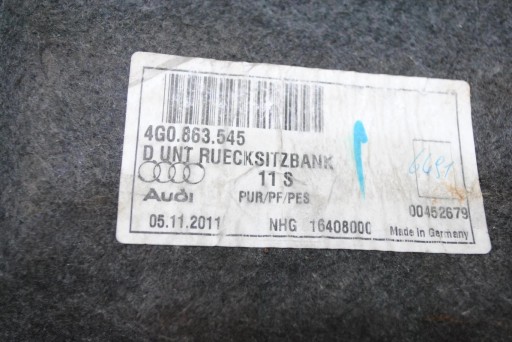 4G0.863.545
D UNT RUECKSITZBANK
11 S
Audi
PUR/PF/PES
00452679
05.11.2011 NHG 16408000 Made in Germany